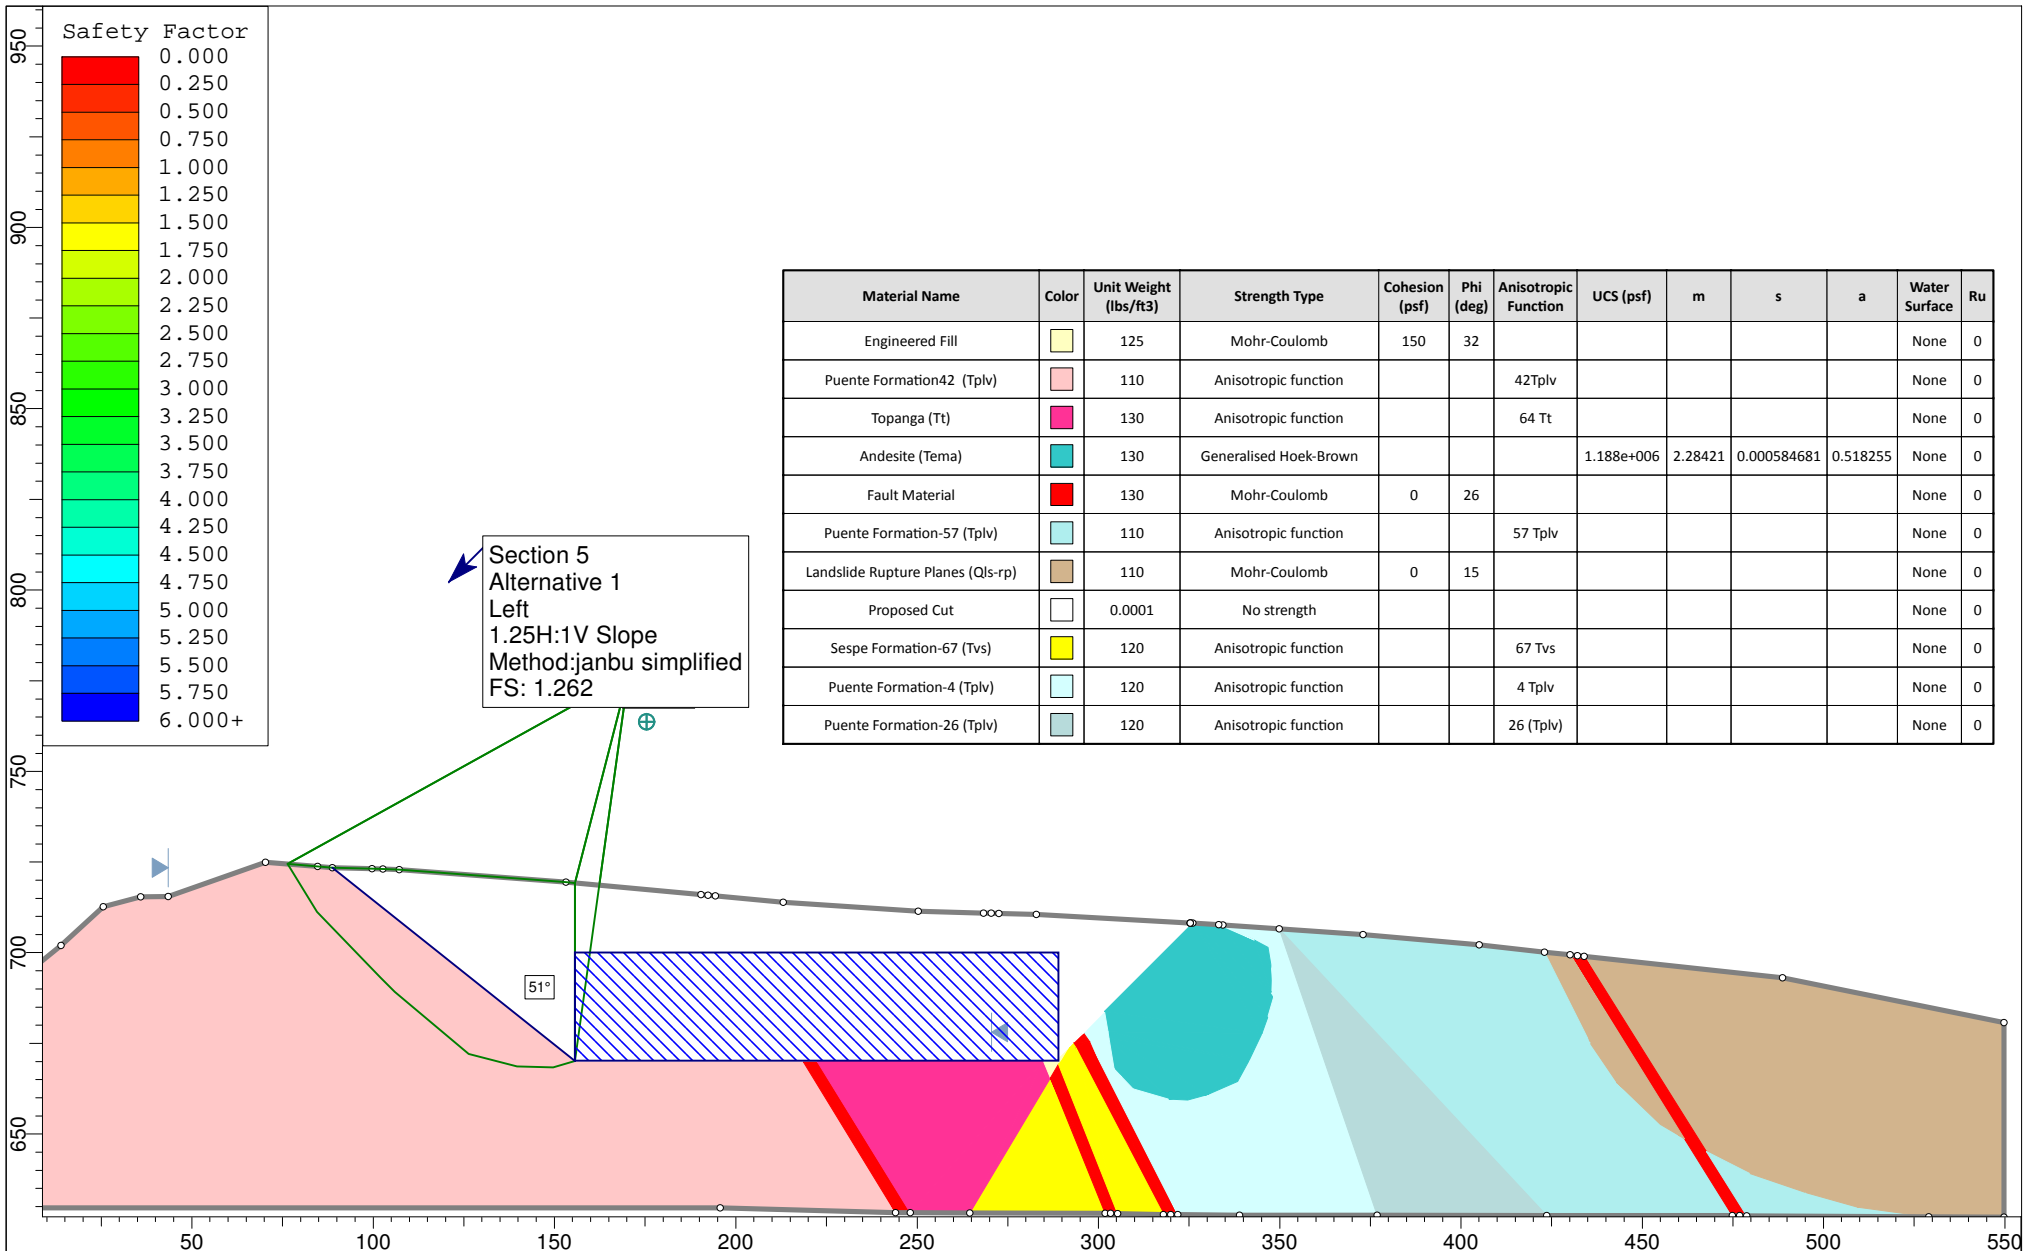 Safety Factor
0.000
0.250
0.500
0.750
1.000
1.250
1.500
1.750
2.000
2.250
2.500
2.750
3.000
3.250
3.500
3.750
4.000
4.250
4.500
4.750
5.000
5.250
5.500
5.750
6.000+
950
900
850
800
750
700
650
Section 5
Alternative 1
Left
1.25H:1V Slope
Method:janbu simplified
FS: 1.262
Material Name Color Unit Weight (lbs/ft3) Strength Type Cohesion (psf) Phi (deg) Anisotropic Function UCS (psf) m s a Water Surface Ru
Engineered Fill 125 Mohr-Coulomb 150 32 None 0
Puente Formation42 (Tplv) 110 Anisotropic function 42Tplv None 0
Topanga (Tt) 130 Anisotropic function 64 Tt None 0
Andesite (Tema) 130 Generalised Hoek-Brown 1.188e+006 2.28421 0.000584681 0.518255 None 0
Fault Material 130 Mohr-Coulomb 0 26 None 0
Puente Formation-57 (Tplv) 110 Anisotropic function 57 Tplv None 0
Landslide Rupture Planes (Qls-rp) 110 Mohr-Coulomb 0 15 None 0
Proposed Cut 0.0001 No strength None 0
Sespe Formation-67 (Tvs) 120 Anisotropic function 67 Tvs None 0
Puente Formation-4 (Tplv) 120 Anisotropic function 4 Tplv None 0
Puente Formation-26 (Tplv) 120 Anisotropic function 26 (Tplv) None 0
51°
50 100 150 200 250 300 350 400 450 500 550